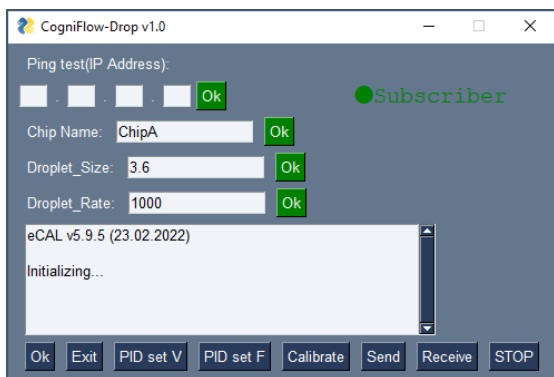 CogniFlow-Drop v1.0
Ping test(IP Address):
. . . Ok
Subscriber
Chip Name: ChipA Ok
Droplet_Size: 3.6 Ok
Droplet_Rate: 1000 Ok
eCAL v5.9.5 (23.02.2022)
Initializing...
Ok Exit PID set V PID set F Calibrate Send Receive STOP